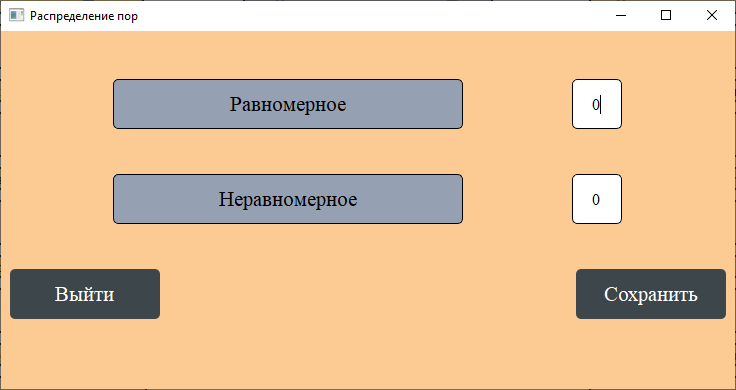 Распределение пор
Равномерное
0
Неравномерное
0
Выйти
Сохранить